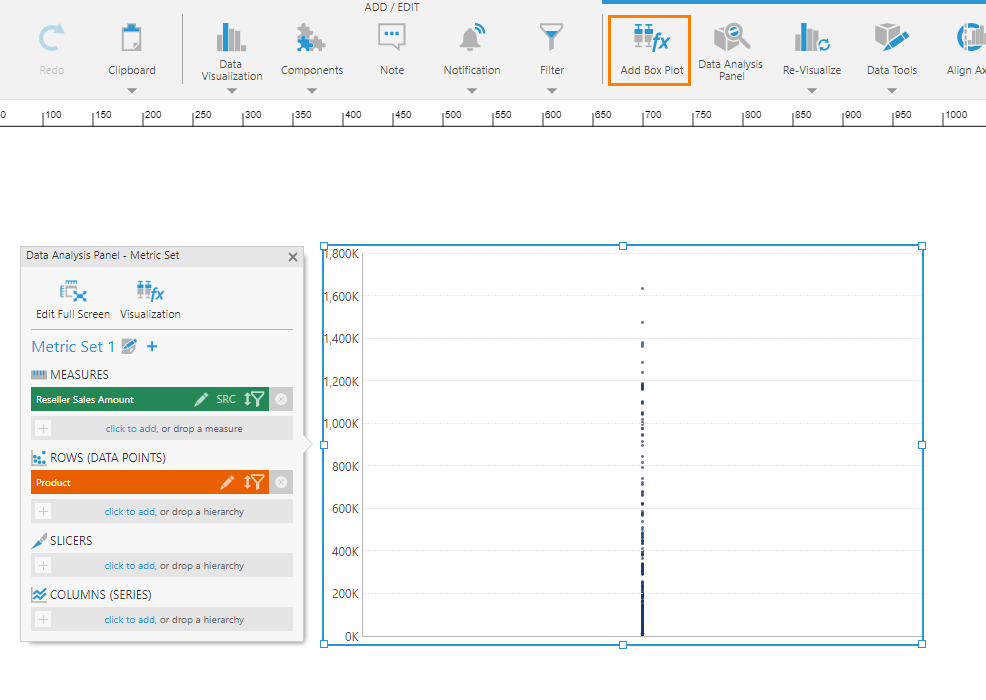 ADD / EDIT
Redo
Clipboard
Data Visualization
Components
Note
Notification
Filter
Add Box Plot
Data Analysis Panel
Re-Visualize
Data Tools
Align Ax
0 100 150 200 250 300 350 400 450 500 550 600 650 700 750 800 850 900 950 1000
Data Analysis Panel - Metric Set
Edit Full Screen
Visualization
Metric Set 1
MEASURES
Reseller Sales Amount SRC
click to add, or drop a measure
ROWS (DATA POINTS)
Product
click to add, or drop a hierarchy
SLICERS
click to add, or drop a hierarchy
COLUMNS (SERIES)
click to add, or drop a hierarchy
1,800K
1,600K
1,400K
1,200K
1,000K
800K
600K
400K
200K
0K